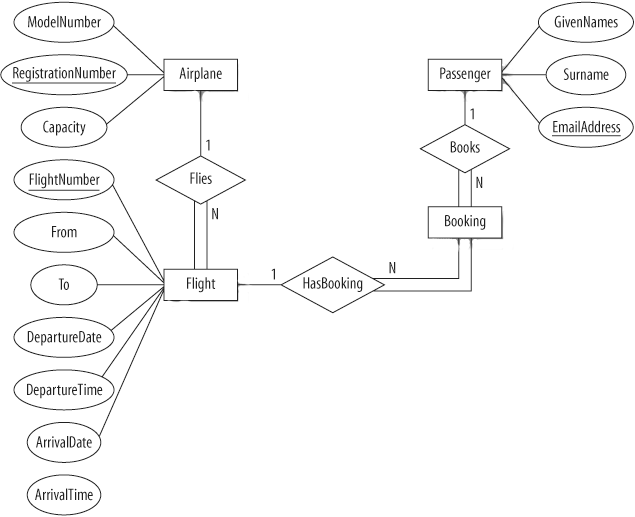 ModelNumber
GivenNames
RegistrationNumber
Airplane
Passenger
Surname
Capacity
1
1
EmailAddress
Books
FlightNumber
Flies
N
N
From
Booking
To
Flight
1
HasBooking
N
DepartureDate
DepartureTime
ArrivalDate
ArrivalTime